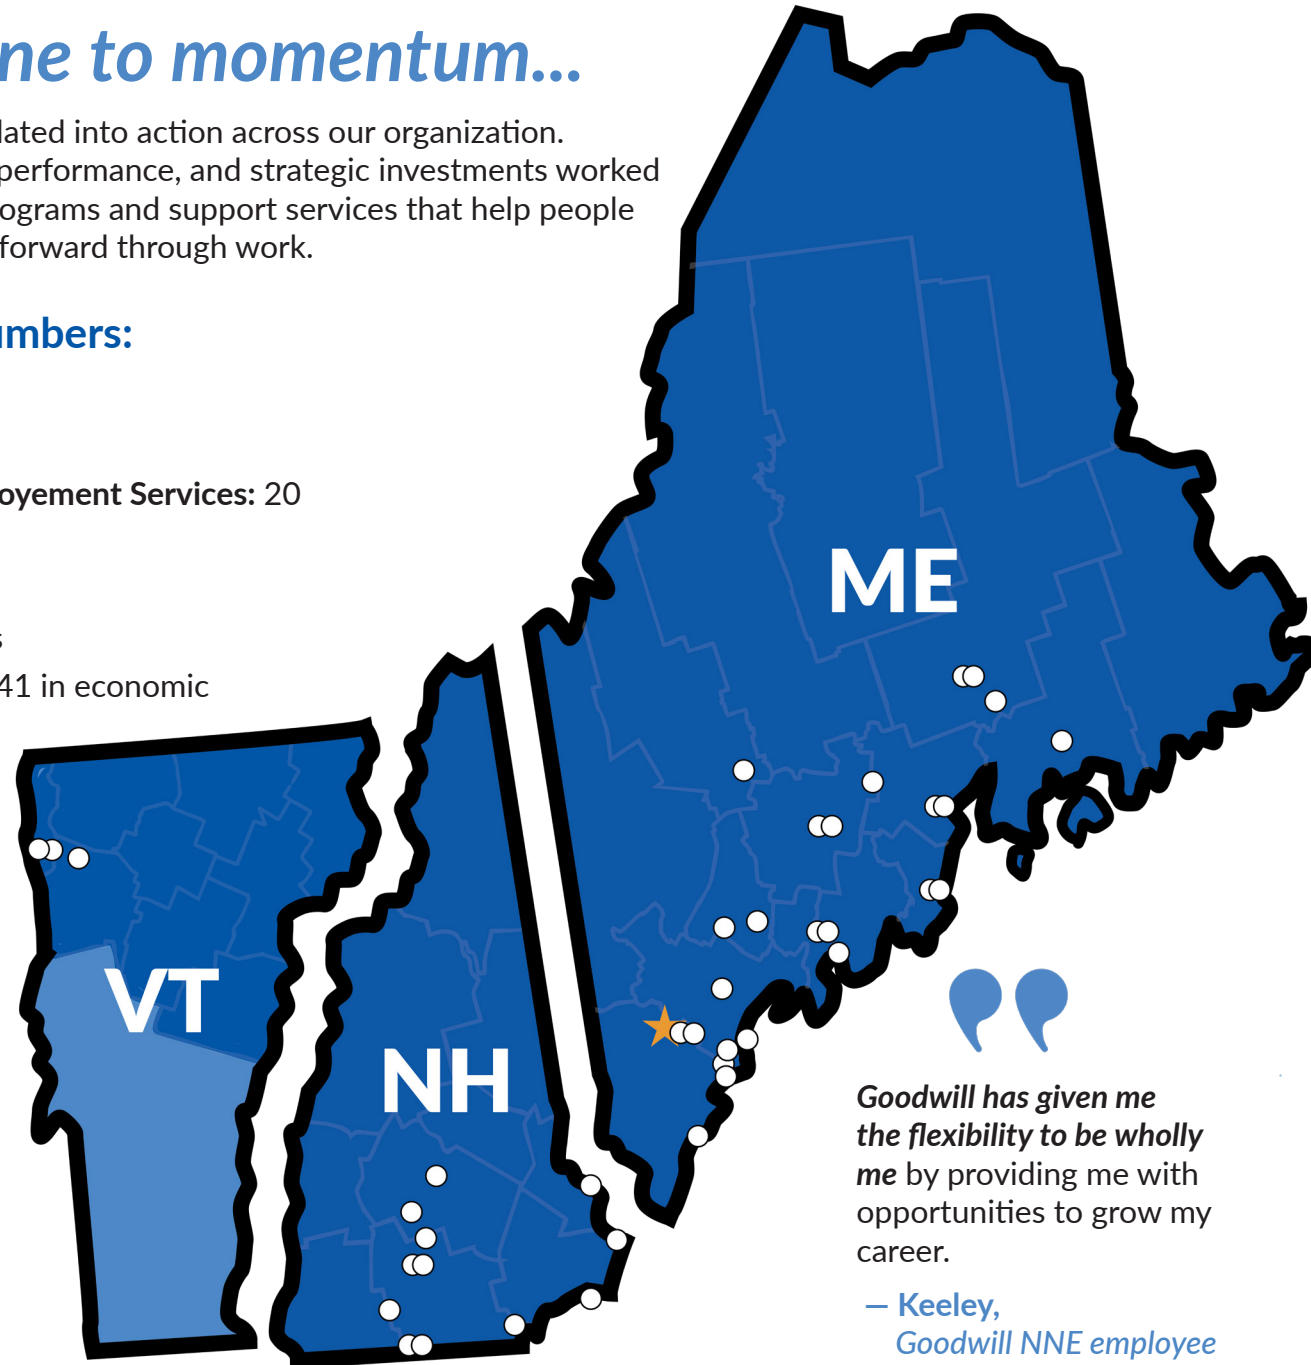 ne to momentum...
lated into action across our organization.
performance, and strategic investments worked
ograms and support services that help people
forward through work.
umbers:
oyement Services: 20
s
41 in economic
ME
VT
NH
Goodwill has given me
the flexibility to be wholly
me by providing me with
opportunities to grow my
career.
— Keeley,
Goodwill NNE employee